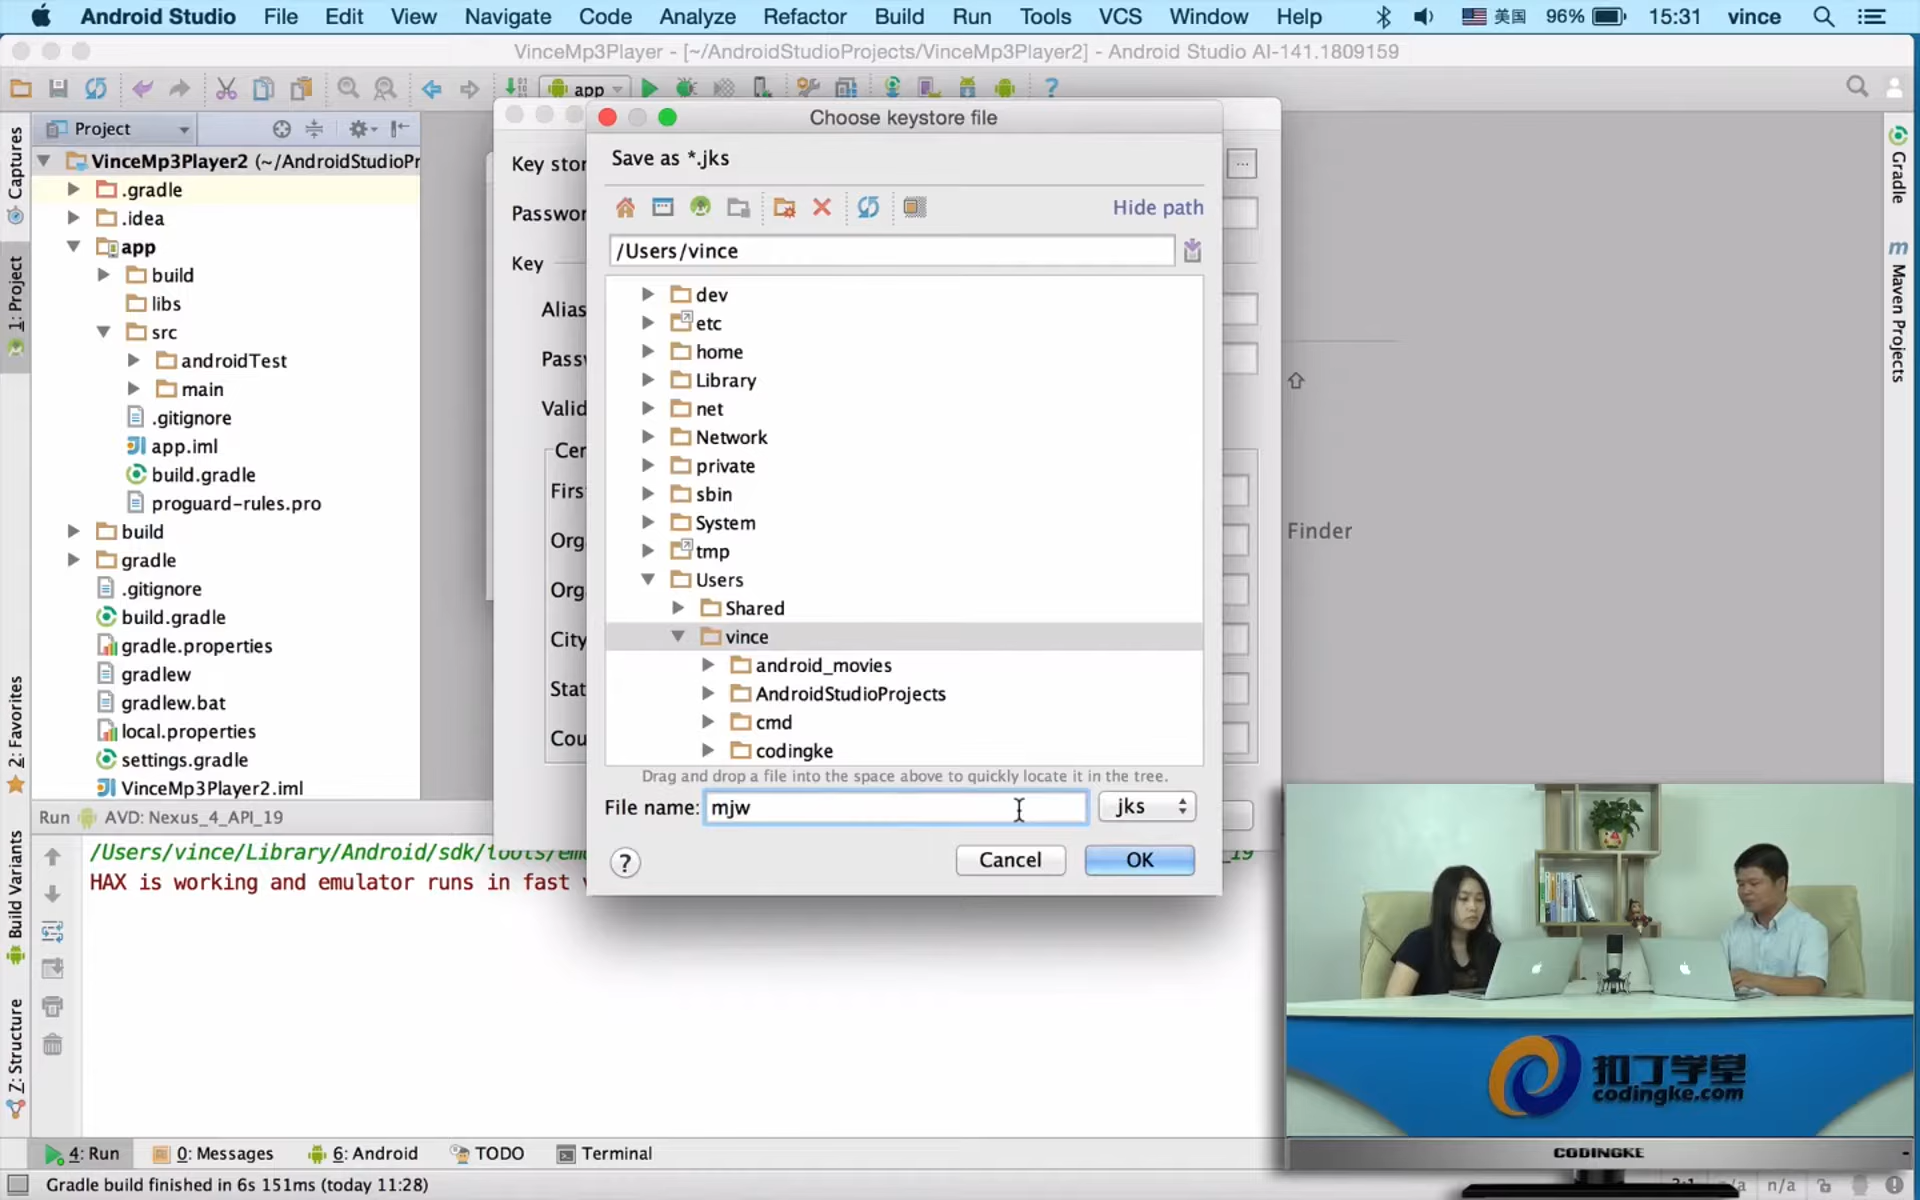 Android Studio File Edit View Navigate Code Analyze Refactor Build Run Tools VCS Window Help 美国 96% 15:31 vince
VinceMp3Player - [~/AndroidStudioProjects/VinceMp3Player2] - Android Studio AI-141.1809159
app
Captures
1: Project
2: Favorites
Build Variants
Z: Structure
Project
VinceMp3Player2 (~/AndroidStudioPr
.gradle
.idea
app
build
libs
src
androidTest
main
.gitignore
app.iml
build.gradle
proguard-rules.pro
build
gradle
.gitignore
build.gradle
gradle.properties
gradlew
gradlew.bat
local.properties
settings.gradle
VinceMp3Player2.iml
Key stor
Passwor
Key
Alias
Passv
Valid
Cer
Firs
Org
Org
City
Stat
Cou
Choose keystore file
Save as *.jks
Hide path
/Users/vince
dev
etc
home
Library
net
Network
private
sbin
System
tmp
Users
Shared
vince
android_movies
AndroidStudioProjects
cmd
codingke
Drag and drop a file into the space above to quickly locate it in the tree.
File name: mjw jks
? Cancel OK
...
Finder
Gradle
m Maven Projects
Run AVD: Nexus_4_API_19
/Users/vince/Library/Android/sdk/tools/em _19
HAX is working and emulator runs in fast v
扣丁学堂
codingke.com
CODINGKE
4: Run 0: Messages 6: Android TODO Terminal
Gradle build finished in 6s 151ms (today 11:28) n/a